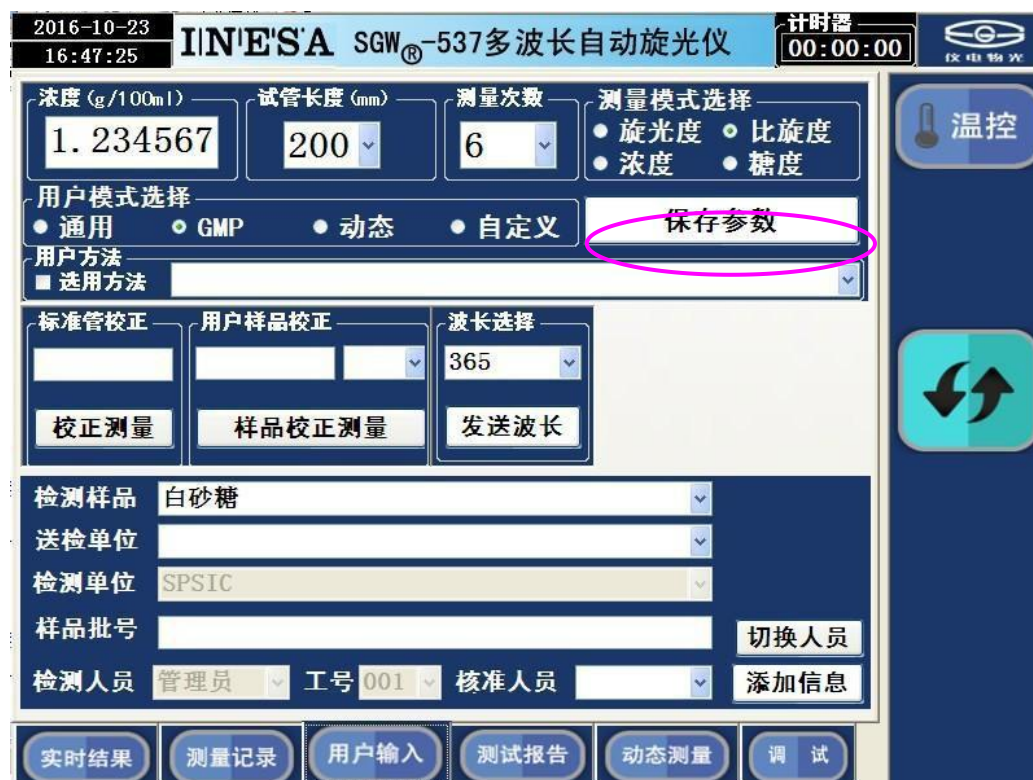 2016-10-23
16:47:25
INESA SGW®-537多波长自动旋光仪
计时器
00:00:00
仪电物光
浓度(g/100ml)
1.234567
试管长度(mm)
200
测量次数
6
测量模式选择
旋光度 比旋度
浓度 糖度
温控
用户模式选择
通用 GMP 动态 自定义
保存参数
用户方法
选用方法
标准管校正
用户样品校正
波长选择
365
校正测量
样品校正测量
发送波长
检测样品 白砂糖
送检单位
检测单位 SPSIC
样品批号
切换人员
检测人员 管理员 工号 001 核准人员
添加信息
实时结果 测量记录 用户输入 测试报告 动态测量 调 试